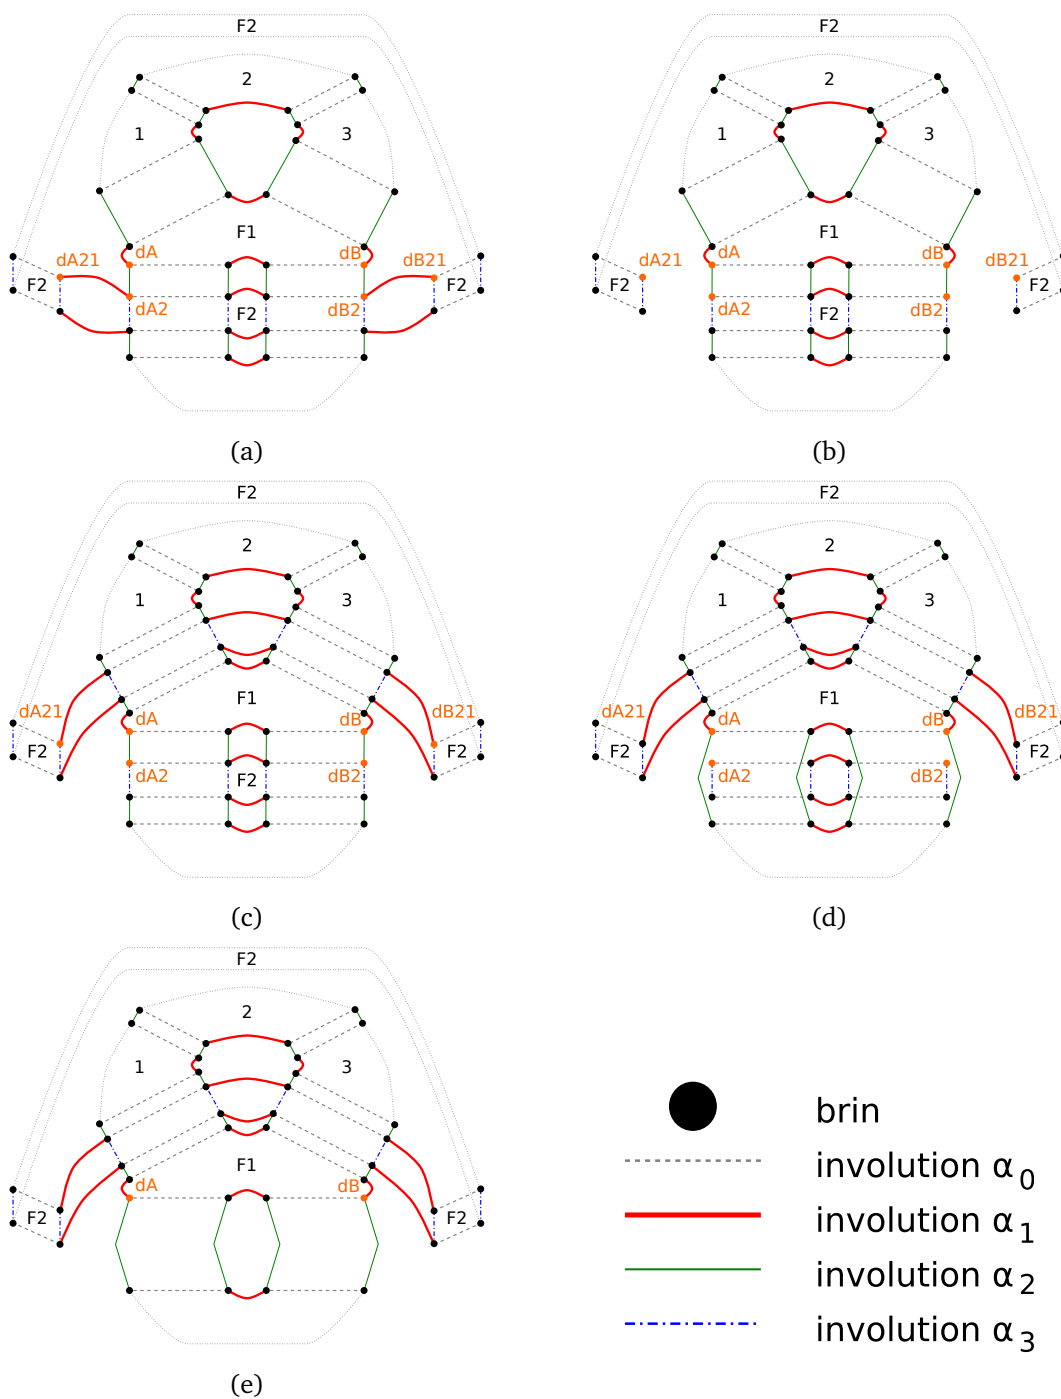 F2 F2
2 2
1 3 1 3
F1 F1
dA dB dA dB
dA21 dB21 dA21 dB21
F2 F2 F2 F2
dA2 dB2 dA2 dB2
F2 F2
(a) (b)
F2 F2
2 2
1 3 1 3
F1 F1
dA21 dA dB dB21 dA21 dA dB dB21
F2 F2 F2 F2
dA2 F2 dB2 dA2 F2 dB2
(c) (d)
F2
2
1 3
F1
dA dB
F2 F2
(e)
brin
involution α0
involution α1
involution α2
involution α3